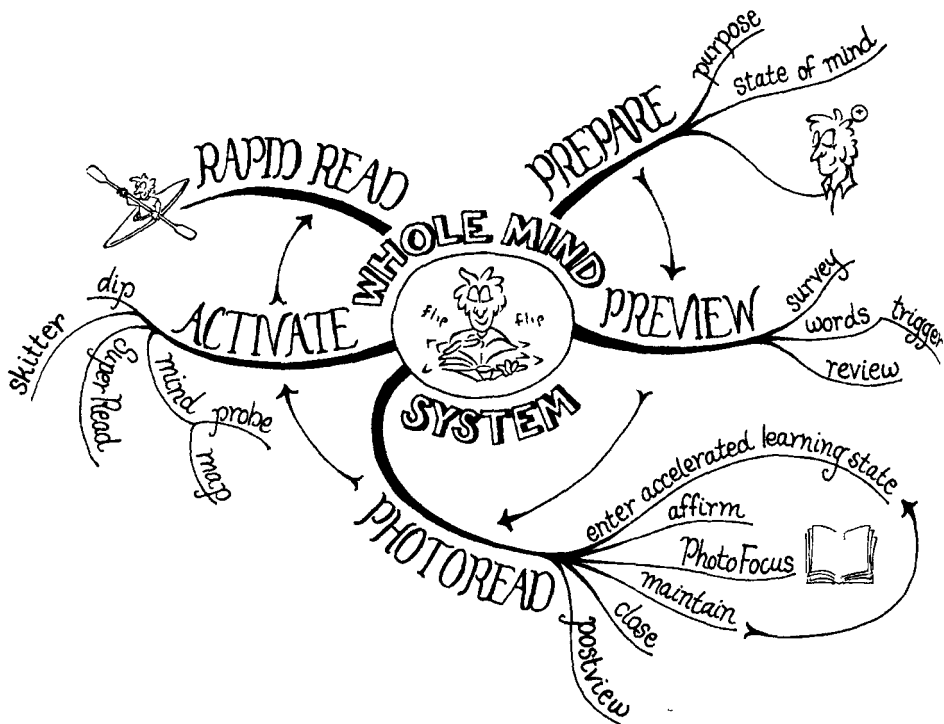 WHOLE MIND
SYSTEM
flip flip
PREPARE
purpose
state of mind
PREVIEW
survey
words
trigger
review
PHOTOREAD
enter accelerated learning state
affirm
PhotoFocus
maintain
close
postview
ACTIVATE
dip
skitter
Super Read
mind
probe
map
RAPID READ